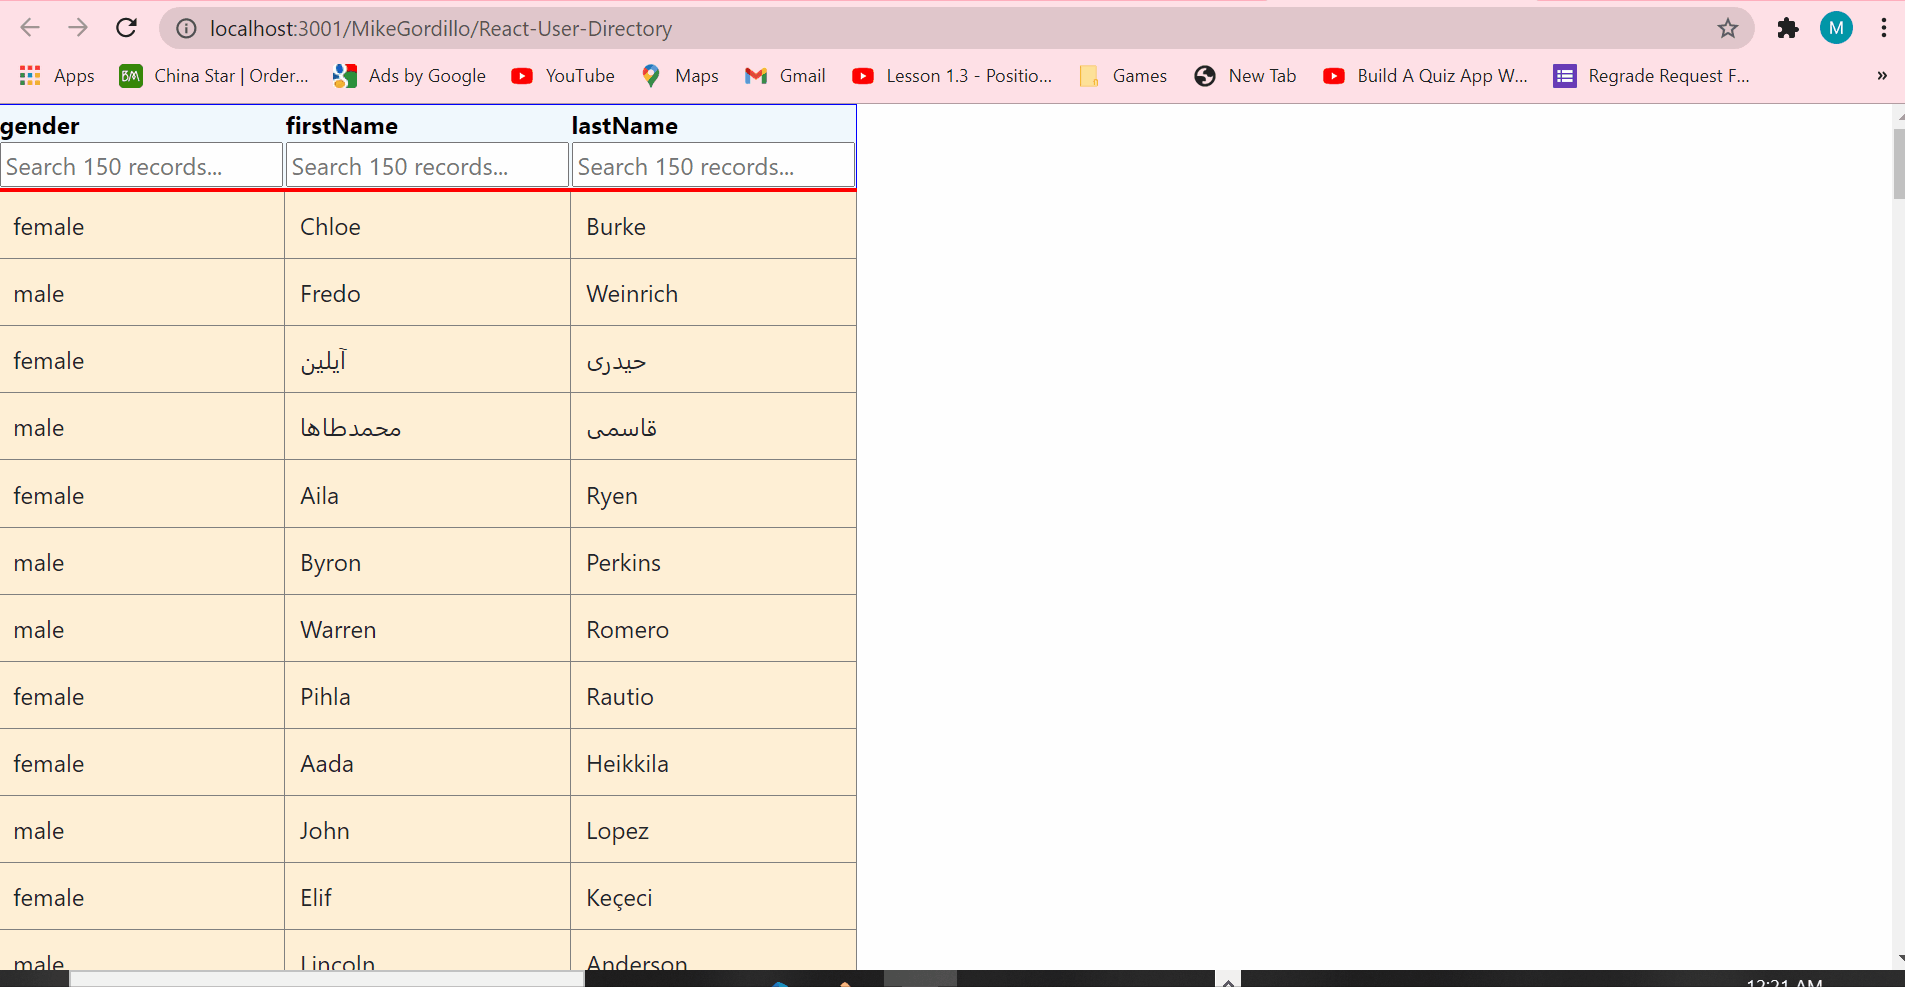 localhost:3001/MikeGordillo/React-User-Directory
M
Apps BM China Star | Order... Ads by Google YouTube Maps Gmail Lesson 1.3 - Positio... Games New Tab Build A Quiz App W... Regrade Request F... »
gender firstName lastName
Search 150 records... Search 150 records... Search 150 records...
female Chloe Burke
male Fredo Weinrich
female آیلین حیدری
male محمدطاها قاسمی
female Aila Ryen
male Byron Perkins
male Warren Romero
female Pihla Rautio
female Aada Heikkila
male John Lopez
female Elif Keçeci
male Lincoln Anderson
12:21 AM